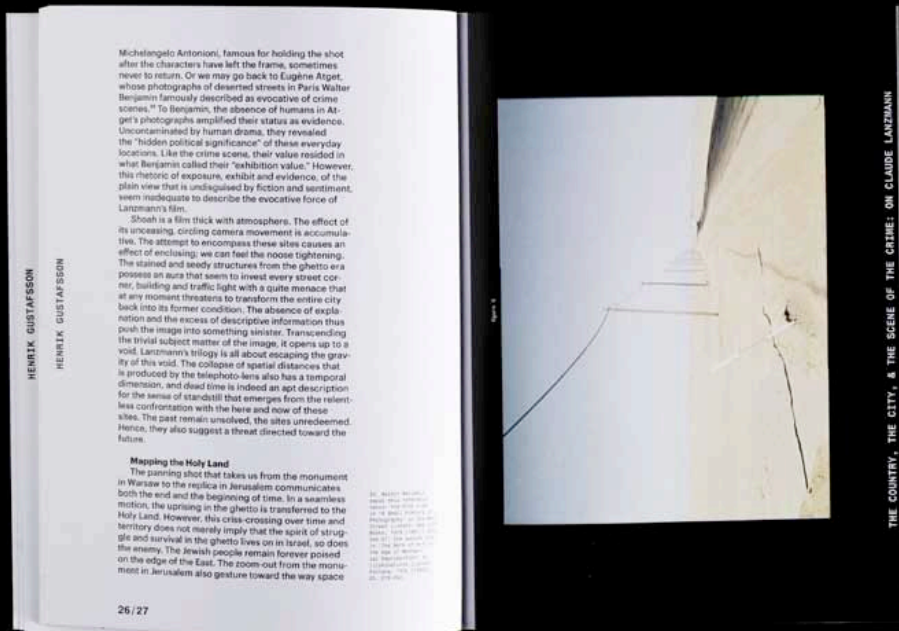 HENRIK GUSTAFSSON
HENRIK GUSTAFSSON
Michelangelo Antonioni, famous for holding the shot
after the characters have left the frame, sometimes
never to return. Or we may go back to Eugène Atget,
whose photographs of deserted streets in Paris Walter
Benjamin famously described as evocative of crime
scenes. To Benjamin, the absence of humans in At-
get's photographs amplified their status as evidence.
Uncontaminated by human drama, they revealed
the "hidden political significance" of these everyday
locations. Like the crime scene, their value resided in
what Benjamin called their "exhibition value." However,
this rhetoric of exposure, exhibit and evidence, of the
plain view that is undisguised by fiction and sentiment,
seem inadequate to describe the evocative force of
Lanzmann's film.
Shoah is a film thick with atmosphere. The effect of
its unceasing, circling camera movement is accumula-
tive. The attempt to encompass these sites causes an
effect of enclosing; we can feel the noose tightening.
The stained and seedy structures from the ghetto era
possess an aura that seem to invest every street cor-
ner, building and traffic light with a quite menace that
at any moment threatens to transform the entire city
back into its former condition. The absence of expla-
nation and the excess of descriptive information thus
push the image into something sinister. Transcending
the trivial subject matter of the image, it opens up to a
void. Lanzmann's trilogy is all about escaping the grav-
ity of this void. The collapse of spatial distances that
is produced by the telephoto-lens also has a temporal
dimension, and dead time is indeed an apt description
for the sense of standstill that emerges from the relent-
less confrontation with the here and now of these
sites. The past remain unsolved, the sites unredeemed.
Hence, they also suggest a threat directed toward the
future.
Mapping the Holy Land
The panning shot that takes us from the monument
in Warsaw to the replica in Jerusalem communicates
both the end and the beginning of time. In a seamless
motion, the uprising in the ghetto is transferred to the
Holy Land. However, this criss-crossing over time and
territory does not merely imply that the spirit of strug-
gle and survival in the ghetto lives on in Israel, so does
the enemy. The Jewish people remain forever poised
on the edge of the East. The zoom-out from the monu-
ment in Jerusalem also gesture toward the way space
26/27
THE COUNTRY, THE CITY, & THE SCENE OF THE CRIME: ON CLAUDE LANZMANN